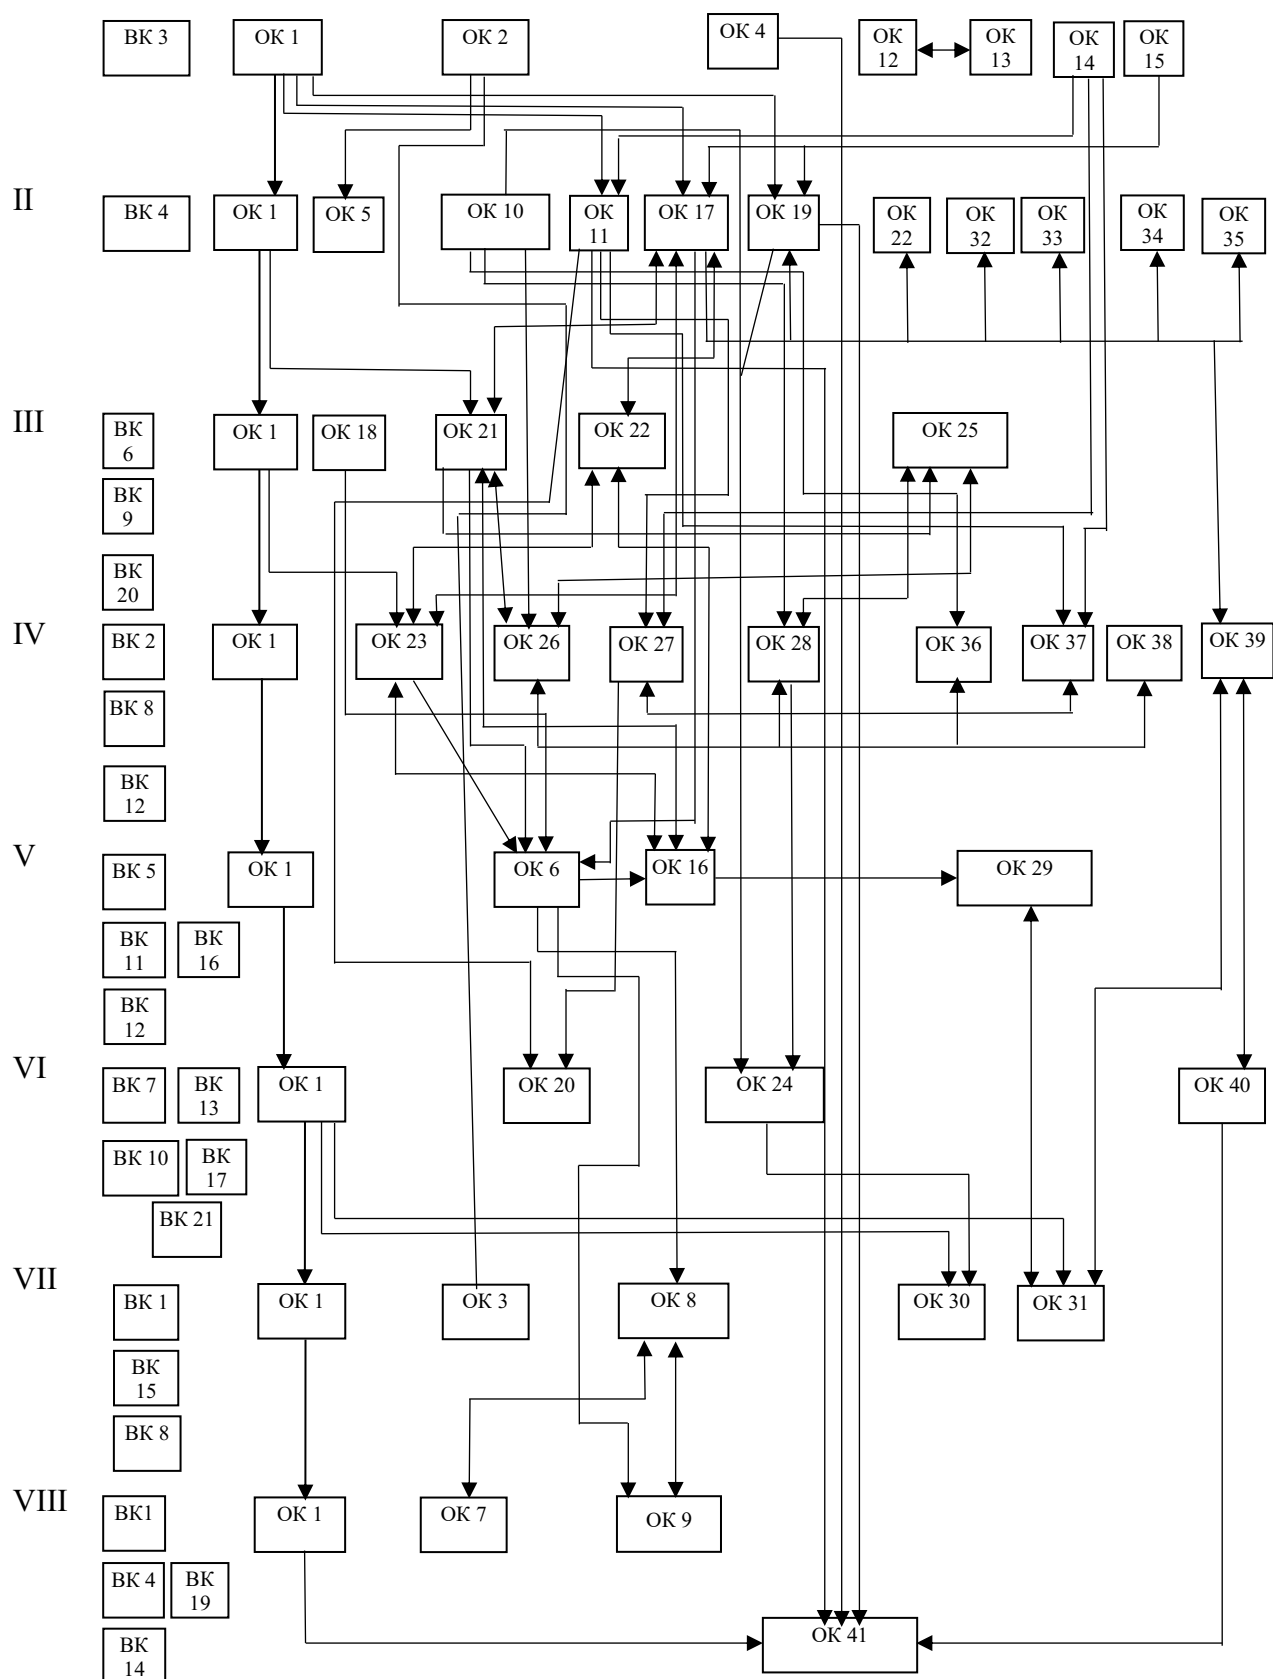 ВК 3
ОК 1
ОК 2
ОК 4
ОК
12
ОК
13
ОК
14
ОК
15
II
ВК 4
ОК 1
ОК 5
ОК 10
ОК
11
ОК 17
ОК 19
ОК
22
ОК
32
ОК
33
ОК
34
ОК
35
III
ВК
6
ОК 1
ОК 18
ОК 21
ОК 22
ОК 25
ВК
9
ВК
20
IV
ВК 2
ОК 1
ОК 23
ОК 26
ОК 27
ОК 28
ОК 36
ОК 37
ОК 38
ОК 39
ВК 8
ВК
12
V
ВК 5
ОК 1
ОК 6
ОК 16
ОК 29
ВК
11
ВК
16
ВК
12
VI
ВК 7
ВК
13
ОК 1
ОК 20
ОК 24
ОК 40
ВК 10
ВК
17
ВК 21
VII
ВК 1
ОК 1
ОК 3
ОК 8
ОК 30
ОК 31
ВК
15
ВК 8
VIII
ВК1
ОК 1
ОК 7
ОК 9
ВК 4
ВК
19
ВК
14
ОК 41